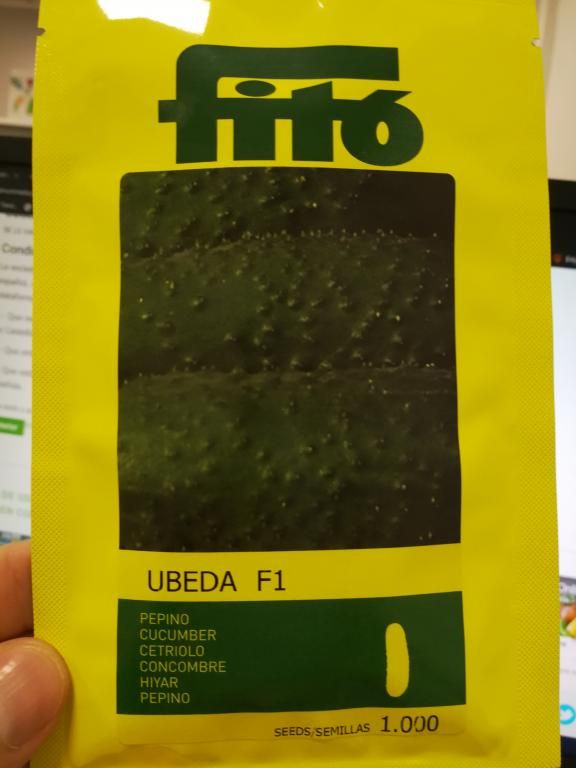 fitó
UBEDA F1
PEPINO
CUCUMBER
CETRIOLO
CONCOMBRE
HIYAR
PEPINO
SEEDS/SEMILLAS 1.000